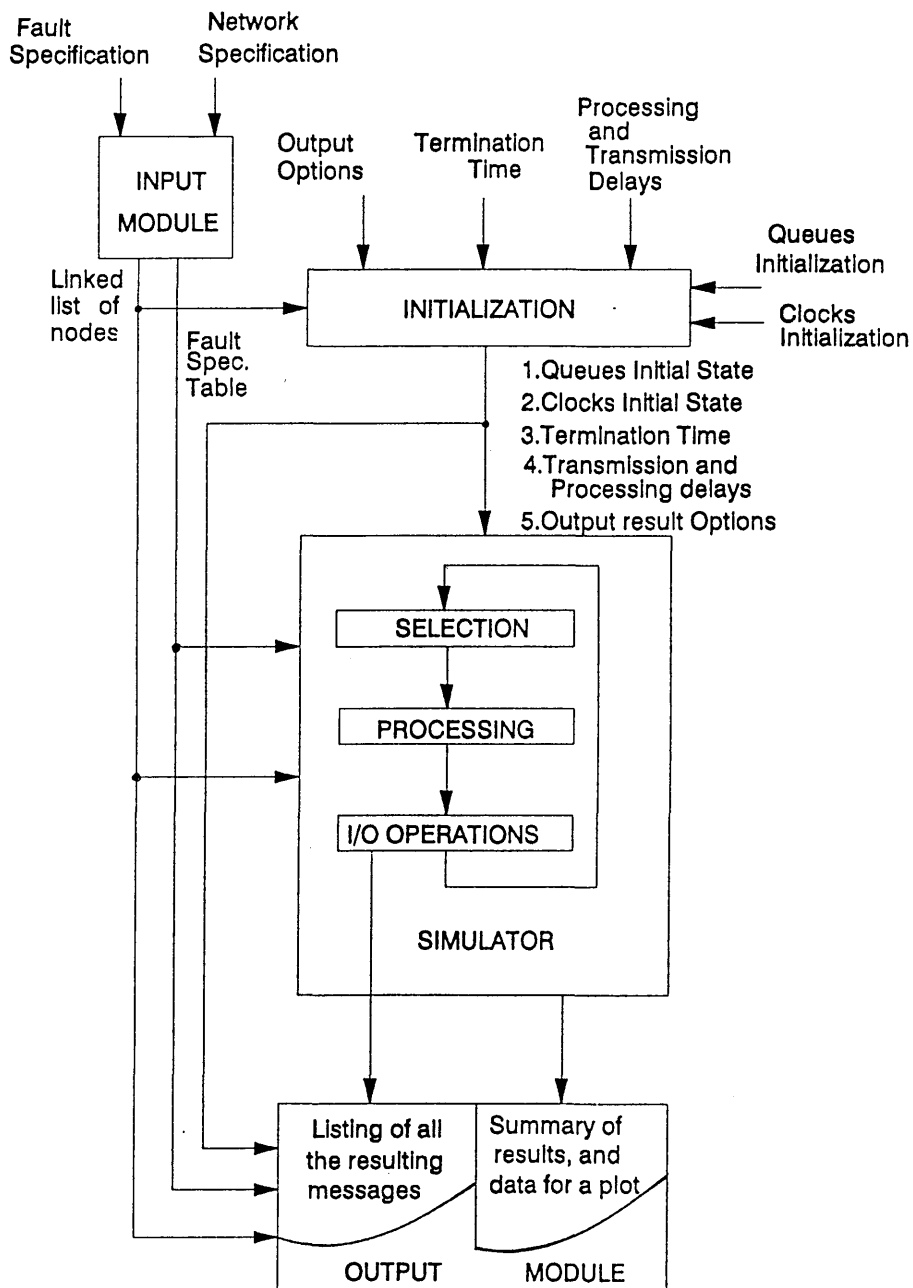 Fault
Specification
Network
Specification
INPUT
MODULE
Output
Options
Termination
Time
Processing
and
Transmission
Delays
Queues
Initialization
Clocks
Initialization
Linked
list of
nodes
Fault
Spec.
Table
INITIALIZATION
1.Queues Initial State
2.Clocks Initial State
3.Termination Time
4.Transmission and
Processing delays
5.Output result Options
SELECTION
PROCESSING
I/O OPERATIONS
SIMULATOR
Listing of all
the resulting
messages
Summary of
results, and
data for a plot
OUTPUT MODULE